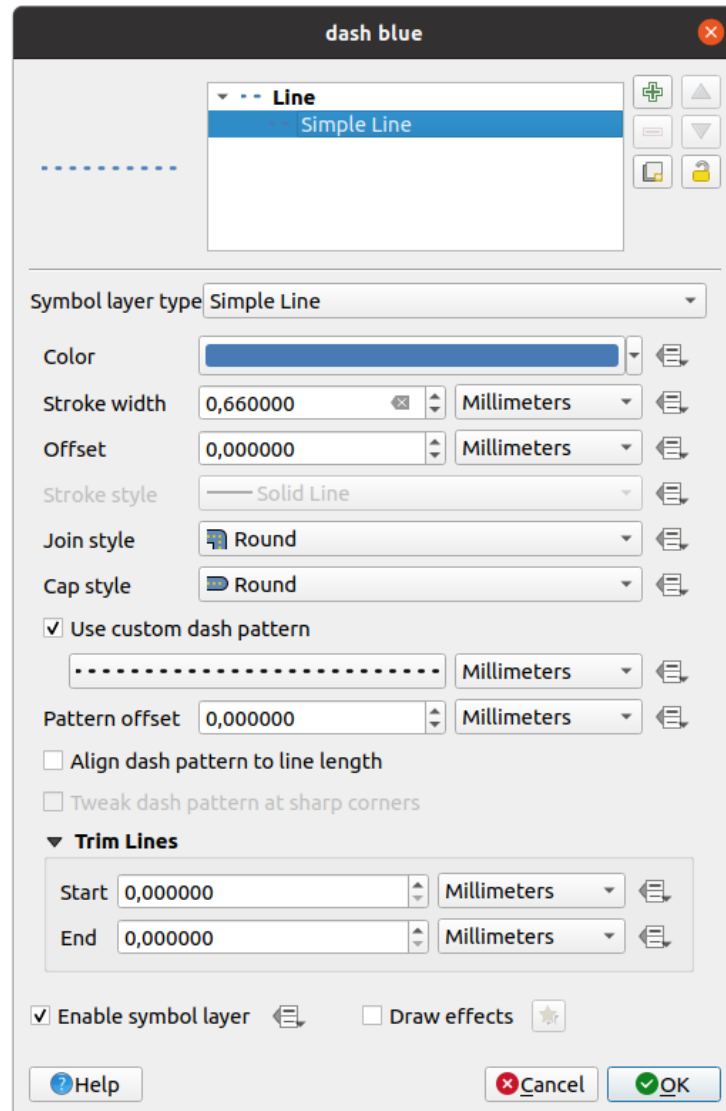 dash blue
Line
Simple Line
Symbol layer type Simple Line
Color
Stroke width 0,660000 Millimeters
Offset 0,000000 Millimeters
Stroke style Solid Line
Join style Round
Cap style Round
Use custom dash pattern
Millimeters
Pattern offset 0,000000 Millimeters
Align dash pattern to line length
Tweak dash pattern at sharp corners
Trim Lines
Start 0,000000 Millimeters
End 0,000000 Millimeters
Enable symbol layer Draw effects
Help Cancel OK